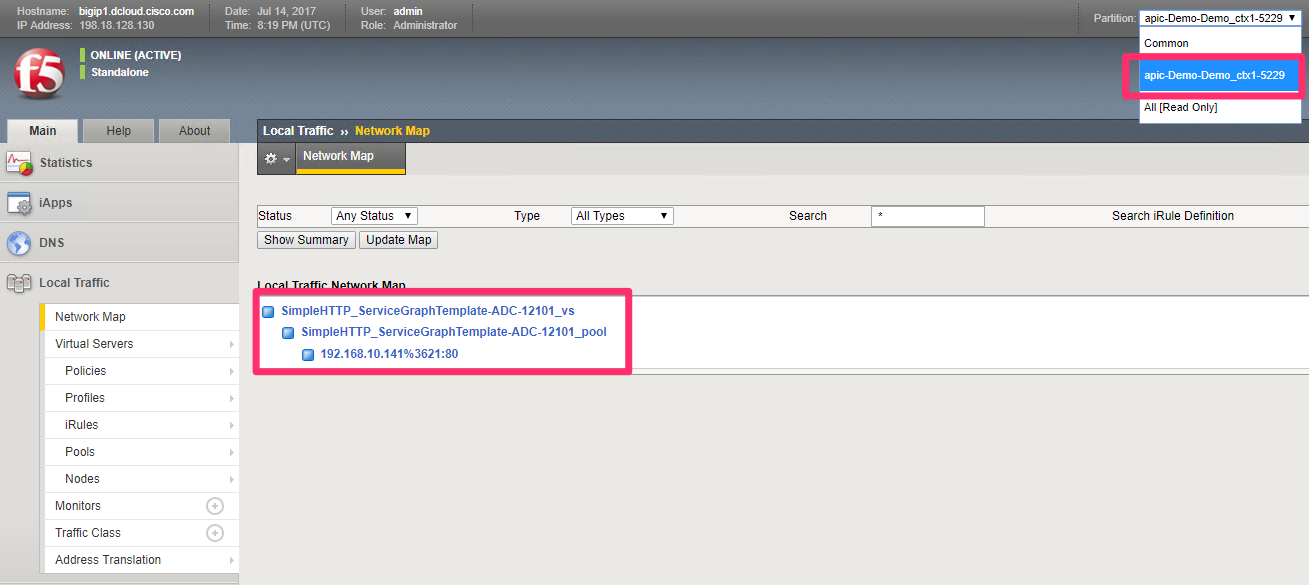 Hostname: bigip1.dcloud.cisco.com Date: Jul 14, 2017 User: admin Partition: apic-Demo-Demo_ctx1-5229
IP Address: 198.18.128.130 Time: 8:19 PM (UTC) Role: Administrator
Common
apic-Demo-Demo_ctx1-5229
All [Read Only]
f5
ONLINE (ACTIVE)
Standalone
Main Help About
Local Traffic ›› Network Map
Network Map
Statistics
iApps
DNS
Local Traffic
Network Map
Virtual Servers
Policies
Profiles
iRules
Pools
Nodes
Monitors
Traffic Class
Address Translation
Status Any Status Type All Types Search * Search iRule Definition
Show Summary Update Map
Local Traffic Network Map
SimpleHTTP_ServiceGraphTemplate-ADC-12101_vs
SimpleHTTP_ServiceGraphTemplate-ADC-12101_pool
192.168.10.141%3621:80